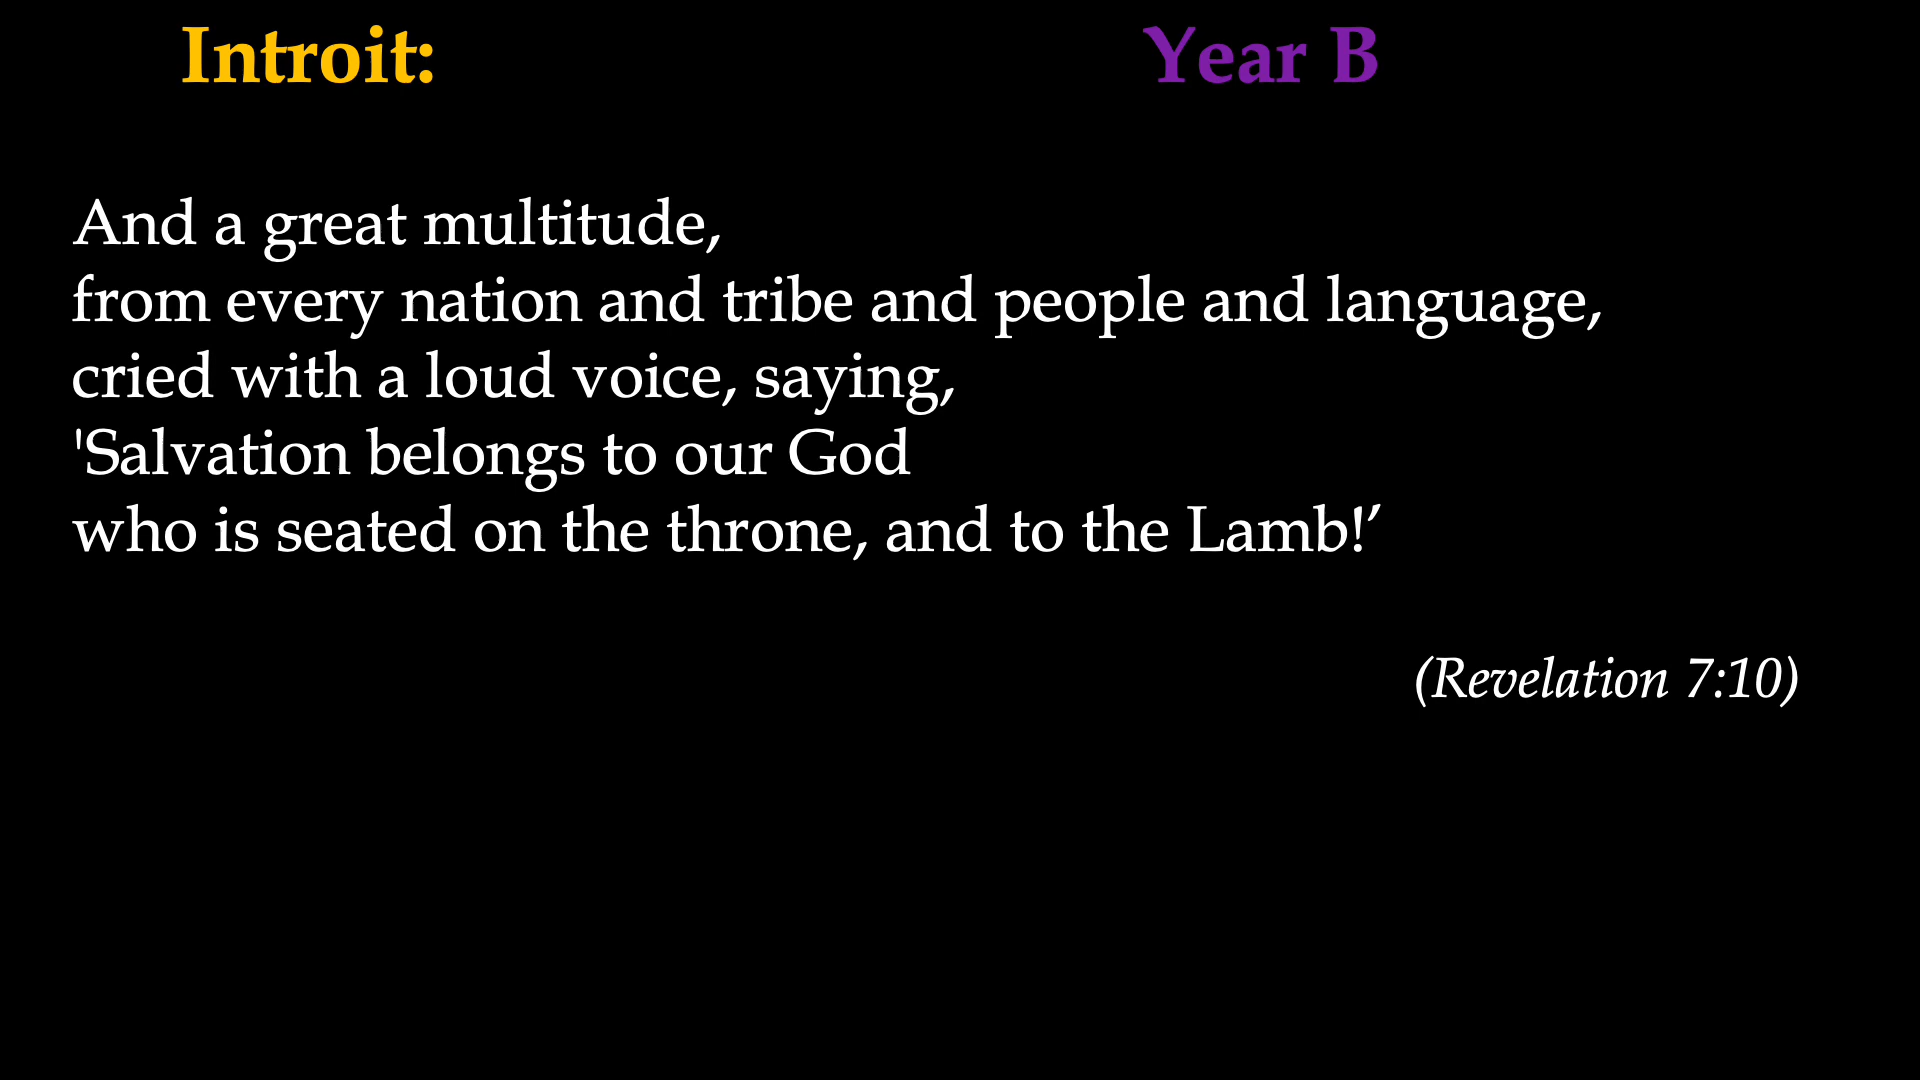 Introit: Year B
And a great multitude,
from every nation and tribe and people and language,
cried with a loud voice, saying,
'Salvation belongs to our God
who is seated on the throne, and to the Lamb!’
(Revelation 7:10)